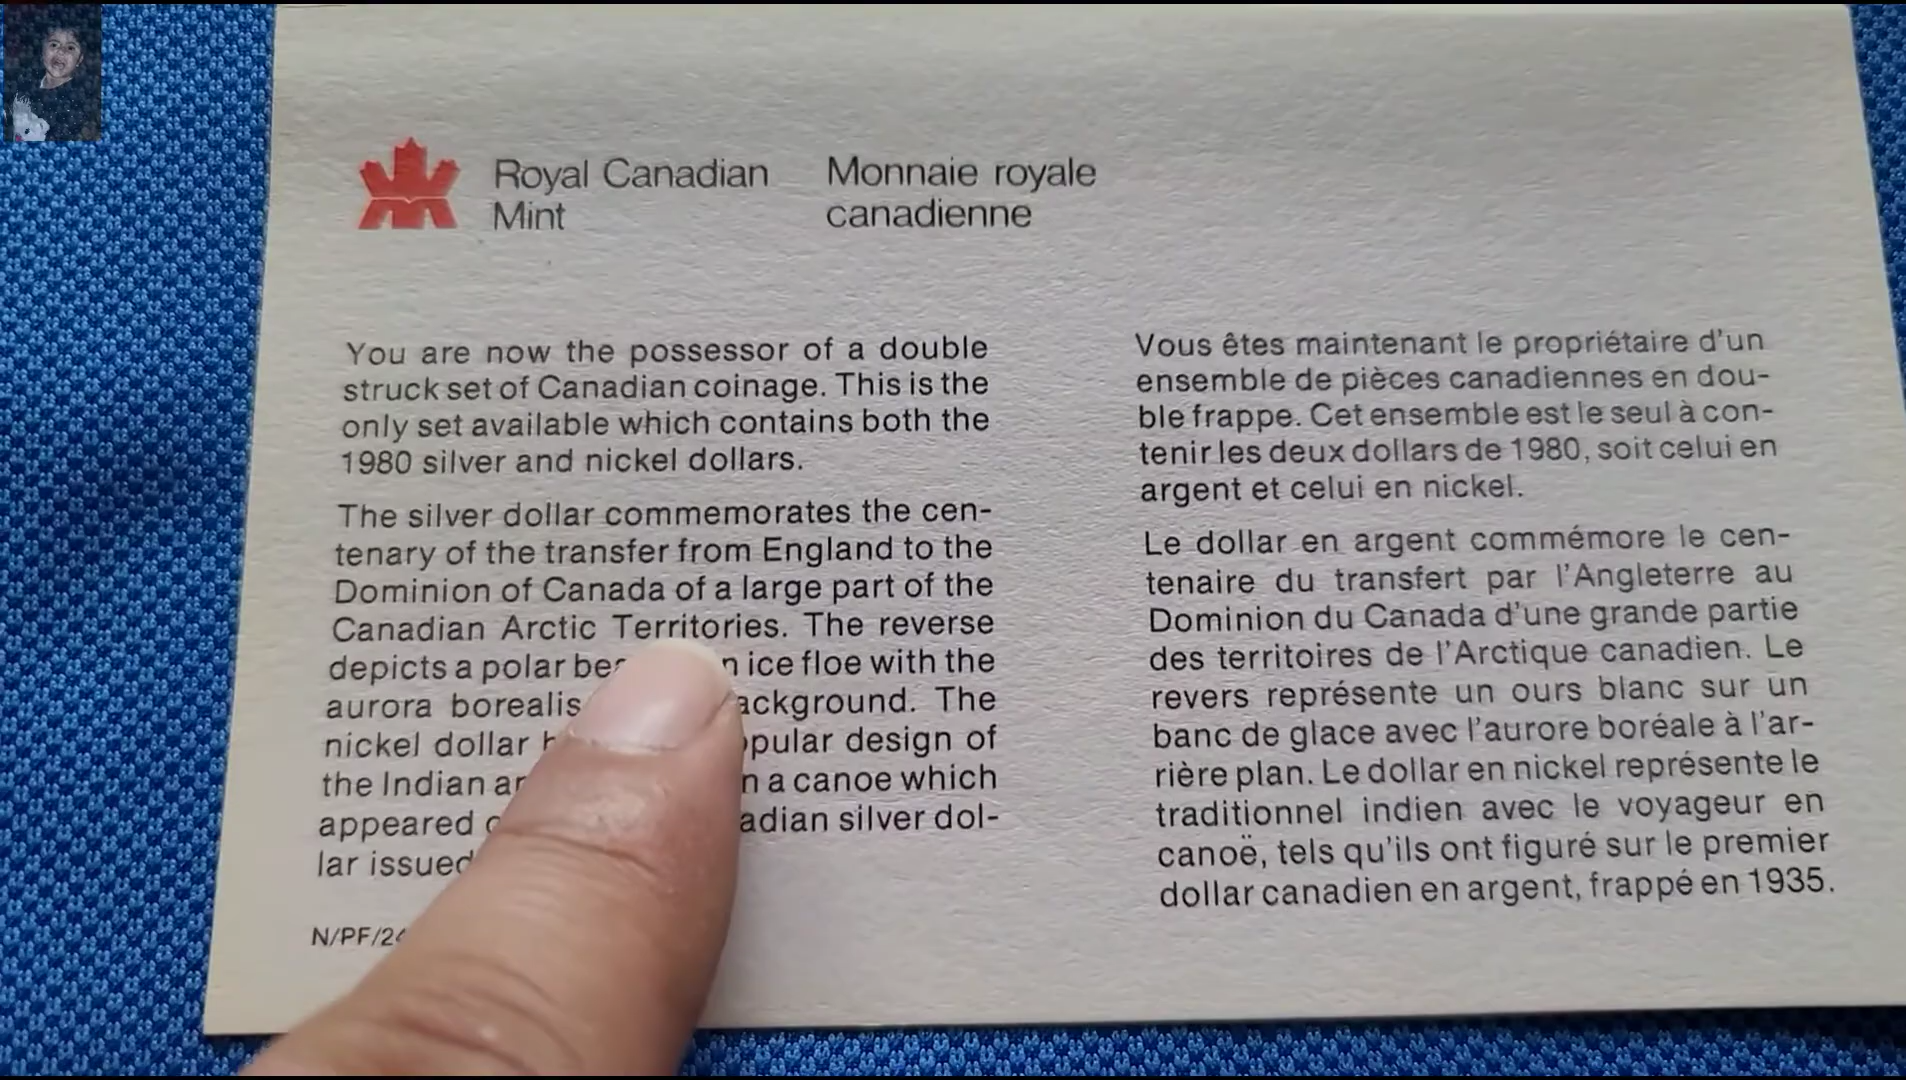 Royal Canadian
Mint
Monnaie royale
canadienne
You are now the possessor of a double
struck set of Canadian coinage. This is the
only set available which contains both the
1980 silver and nickel dollars.
The silver dollar commemorates the cen-
tenary of the transfer from England to the
Dominion of Canada of a large part of the
Canadian Arctic Territories. The reverse
depicts a polar ice floe with the
aurora borealis The
nickel dollar design of
the Indian a canoe which
appeared silver dol-
lar
Vous êtes maintenant le propriétaire d'un
ensemble de pièces canadiennes en dou-
ble frappe. Cet ensemble est le seul à con-
tenir les deux dollars de 1980, soit celui en
argent et celui en nickel.
Le dollar en argent commémore le cen-
tenaire du transfert par l'Angleterre au
Dominion du Canada d'une grande partie
des territoires de l'Arctique canadien. Le
revers représente un ours blanc sur un
banc de glace avec l'aurore boréale à l'ar-
rière plan. Le dollar en nickel représente le
traditionnel indien avec le voyageur en
canoë, tels qu'ils ont figuré sur le premier
dollar canadien en argent, frappé en 1935.